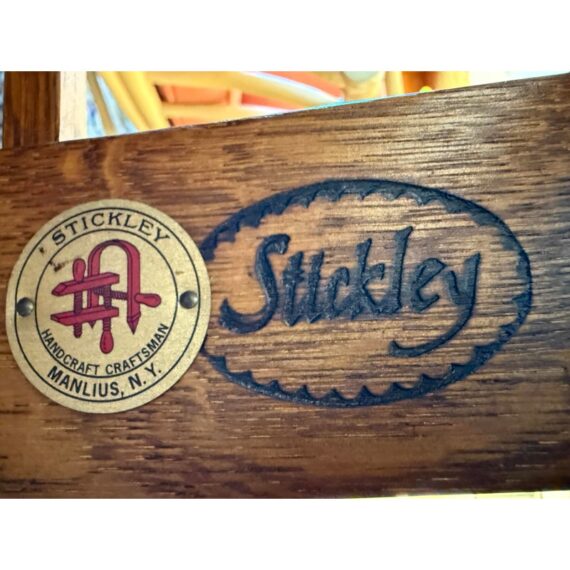 STICKLEY
HANDCRAFT CRAFTSMAN
MANLIUS, N.Y.
Stickley